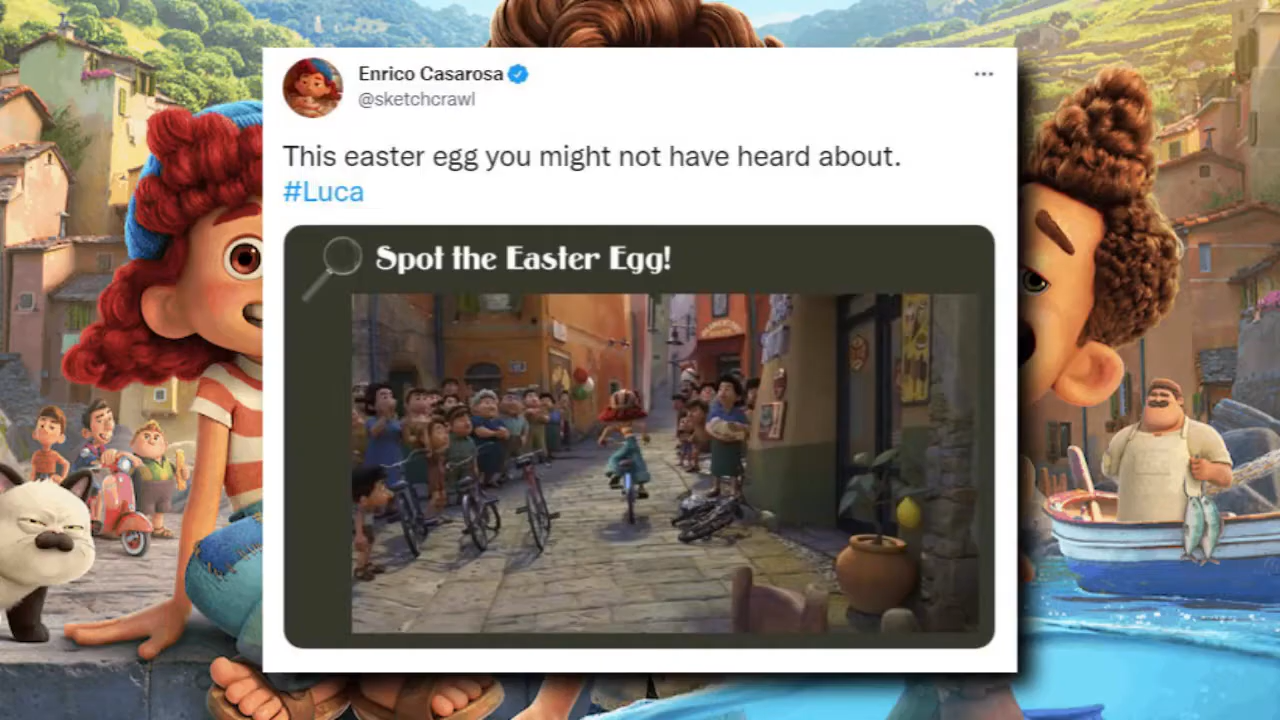 Enrico Casarosa
@sketchcrawl
This easter egg you might not have heard about.
#Luca
Spot the Easter Egg!